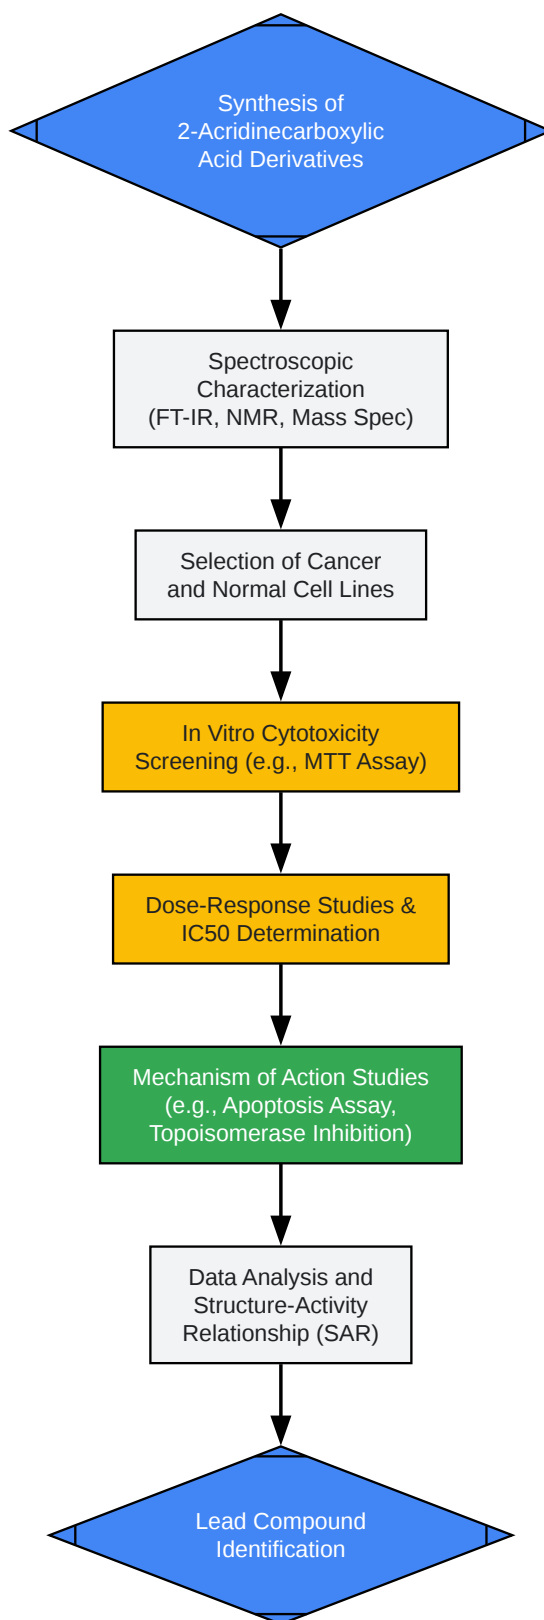 Synthesis of
2-Acridinecarboxylic
Acid Derivatives
Spectroscopic
Characterization
(FT-IR, NMR, Mass Spec)
Selection of Cancer
and Normal Cell Lines
In Vitro Cytotoxicity
Screening (e.g., MTT Assay)
Dose-Response Studies &
IC50 Determination
Mechanism of Action Studies
(e.g., Apoptosis Assay,
Topoisomerase Inhibition)
Data Analysis and
Structure-Activity
Relationship (SAR)
Lead Compound
Identification